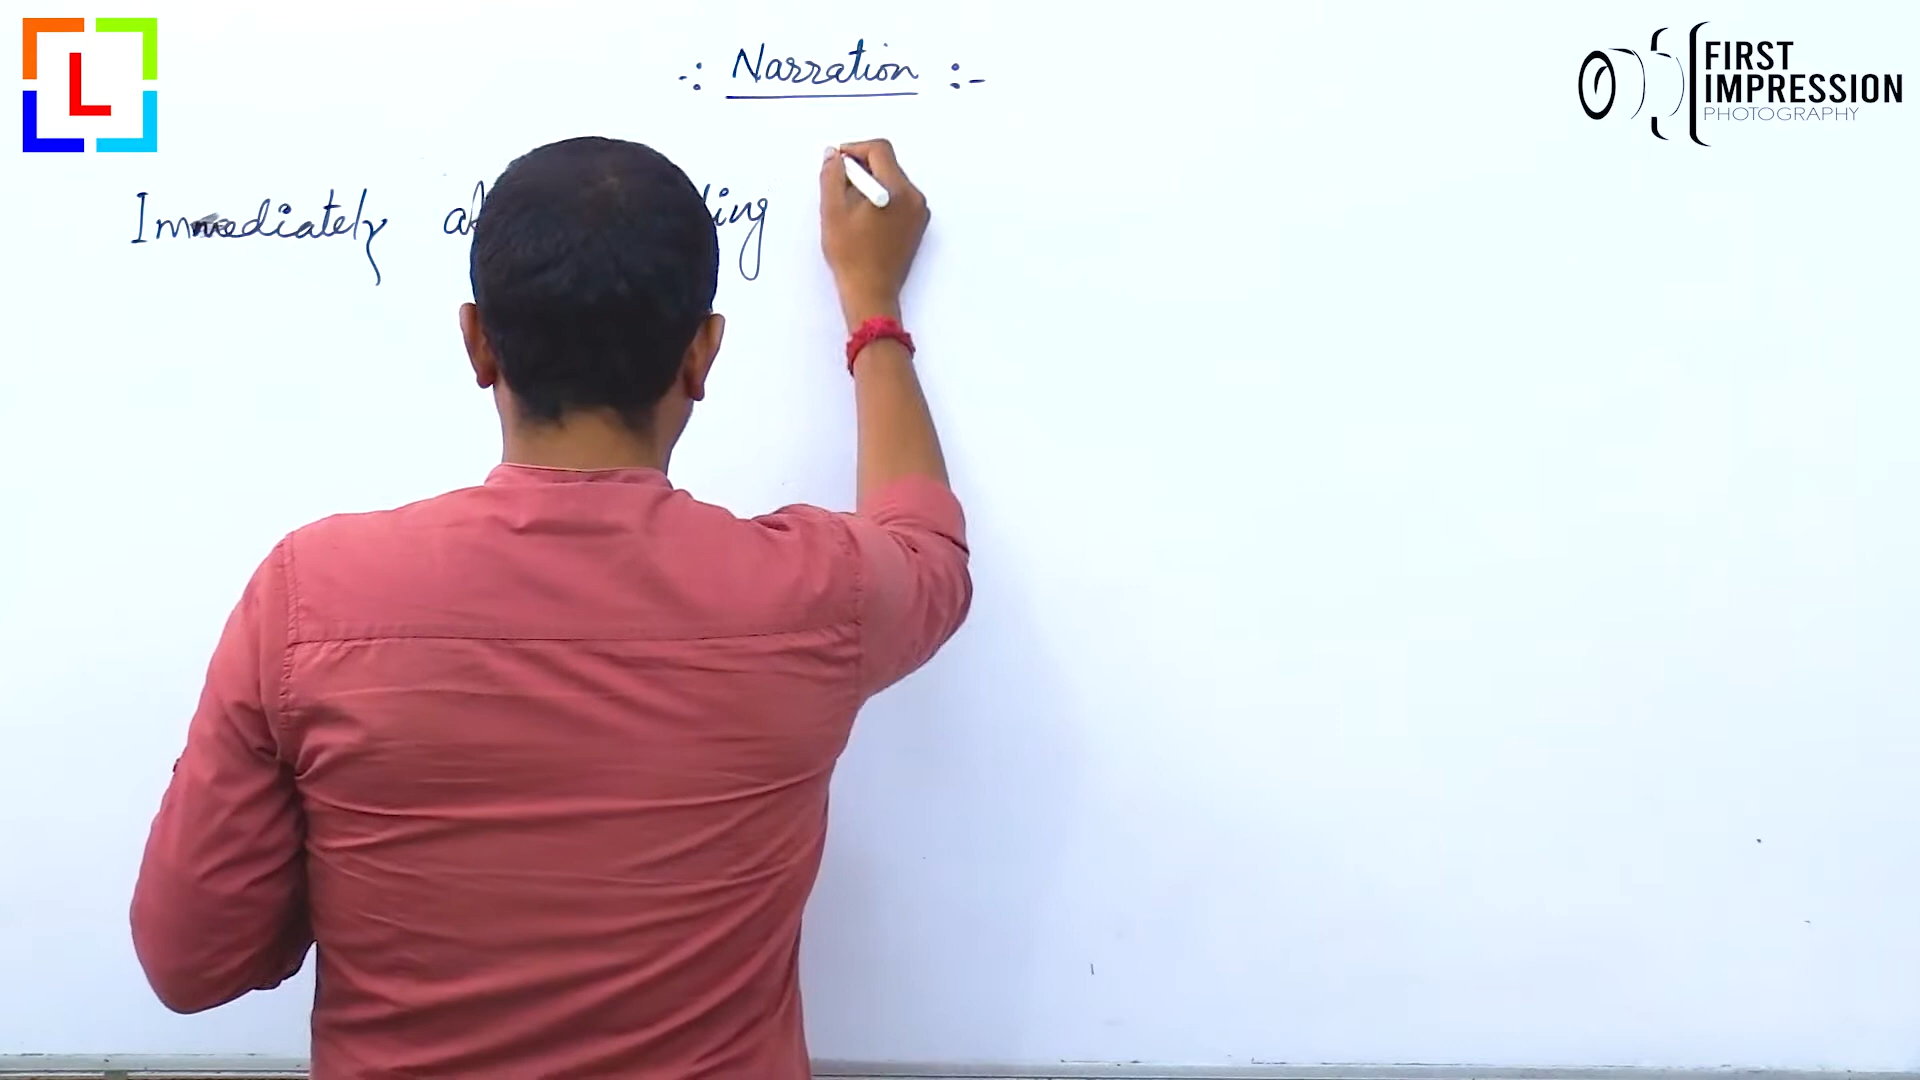 L
-: Narration :-
FIRST
IMPRESSION
PHOTOGRAPHY
Immediately